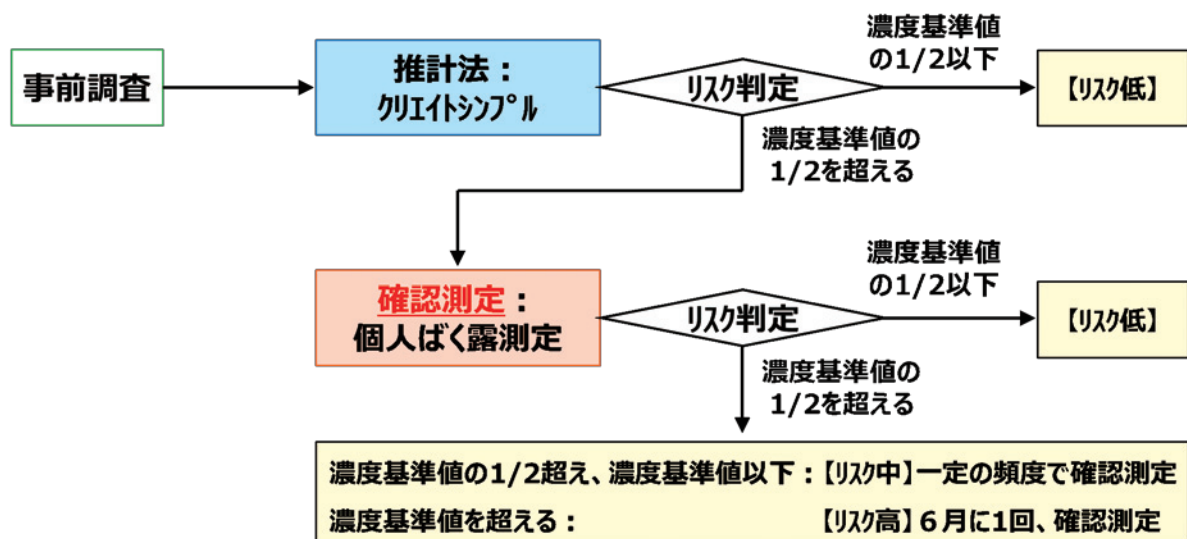 事前調査
推計法：
ｸﾘｴｲﾄｼﾝﾌﾟﾙ
ﾘｽｸ判定
濃度基準値
の1/2以下
【ﾘｽｸ低】
濃度基準値の
1/2を超える
確認測定：
個人ばく露測定
ﾘｽｸ判定
濃度基準値
の1/2以下
【ﾘｽｸ低】
濃度基準値の
1/2を超える
濃度基準値の1/2超え、濃度基準値以下：【ﾘｽｸ中】一定の頻度で確認測定
濃度基準値を超える：　　　　　　　　　【ﾘｽｸ高】６月に1回、確認測定